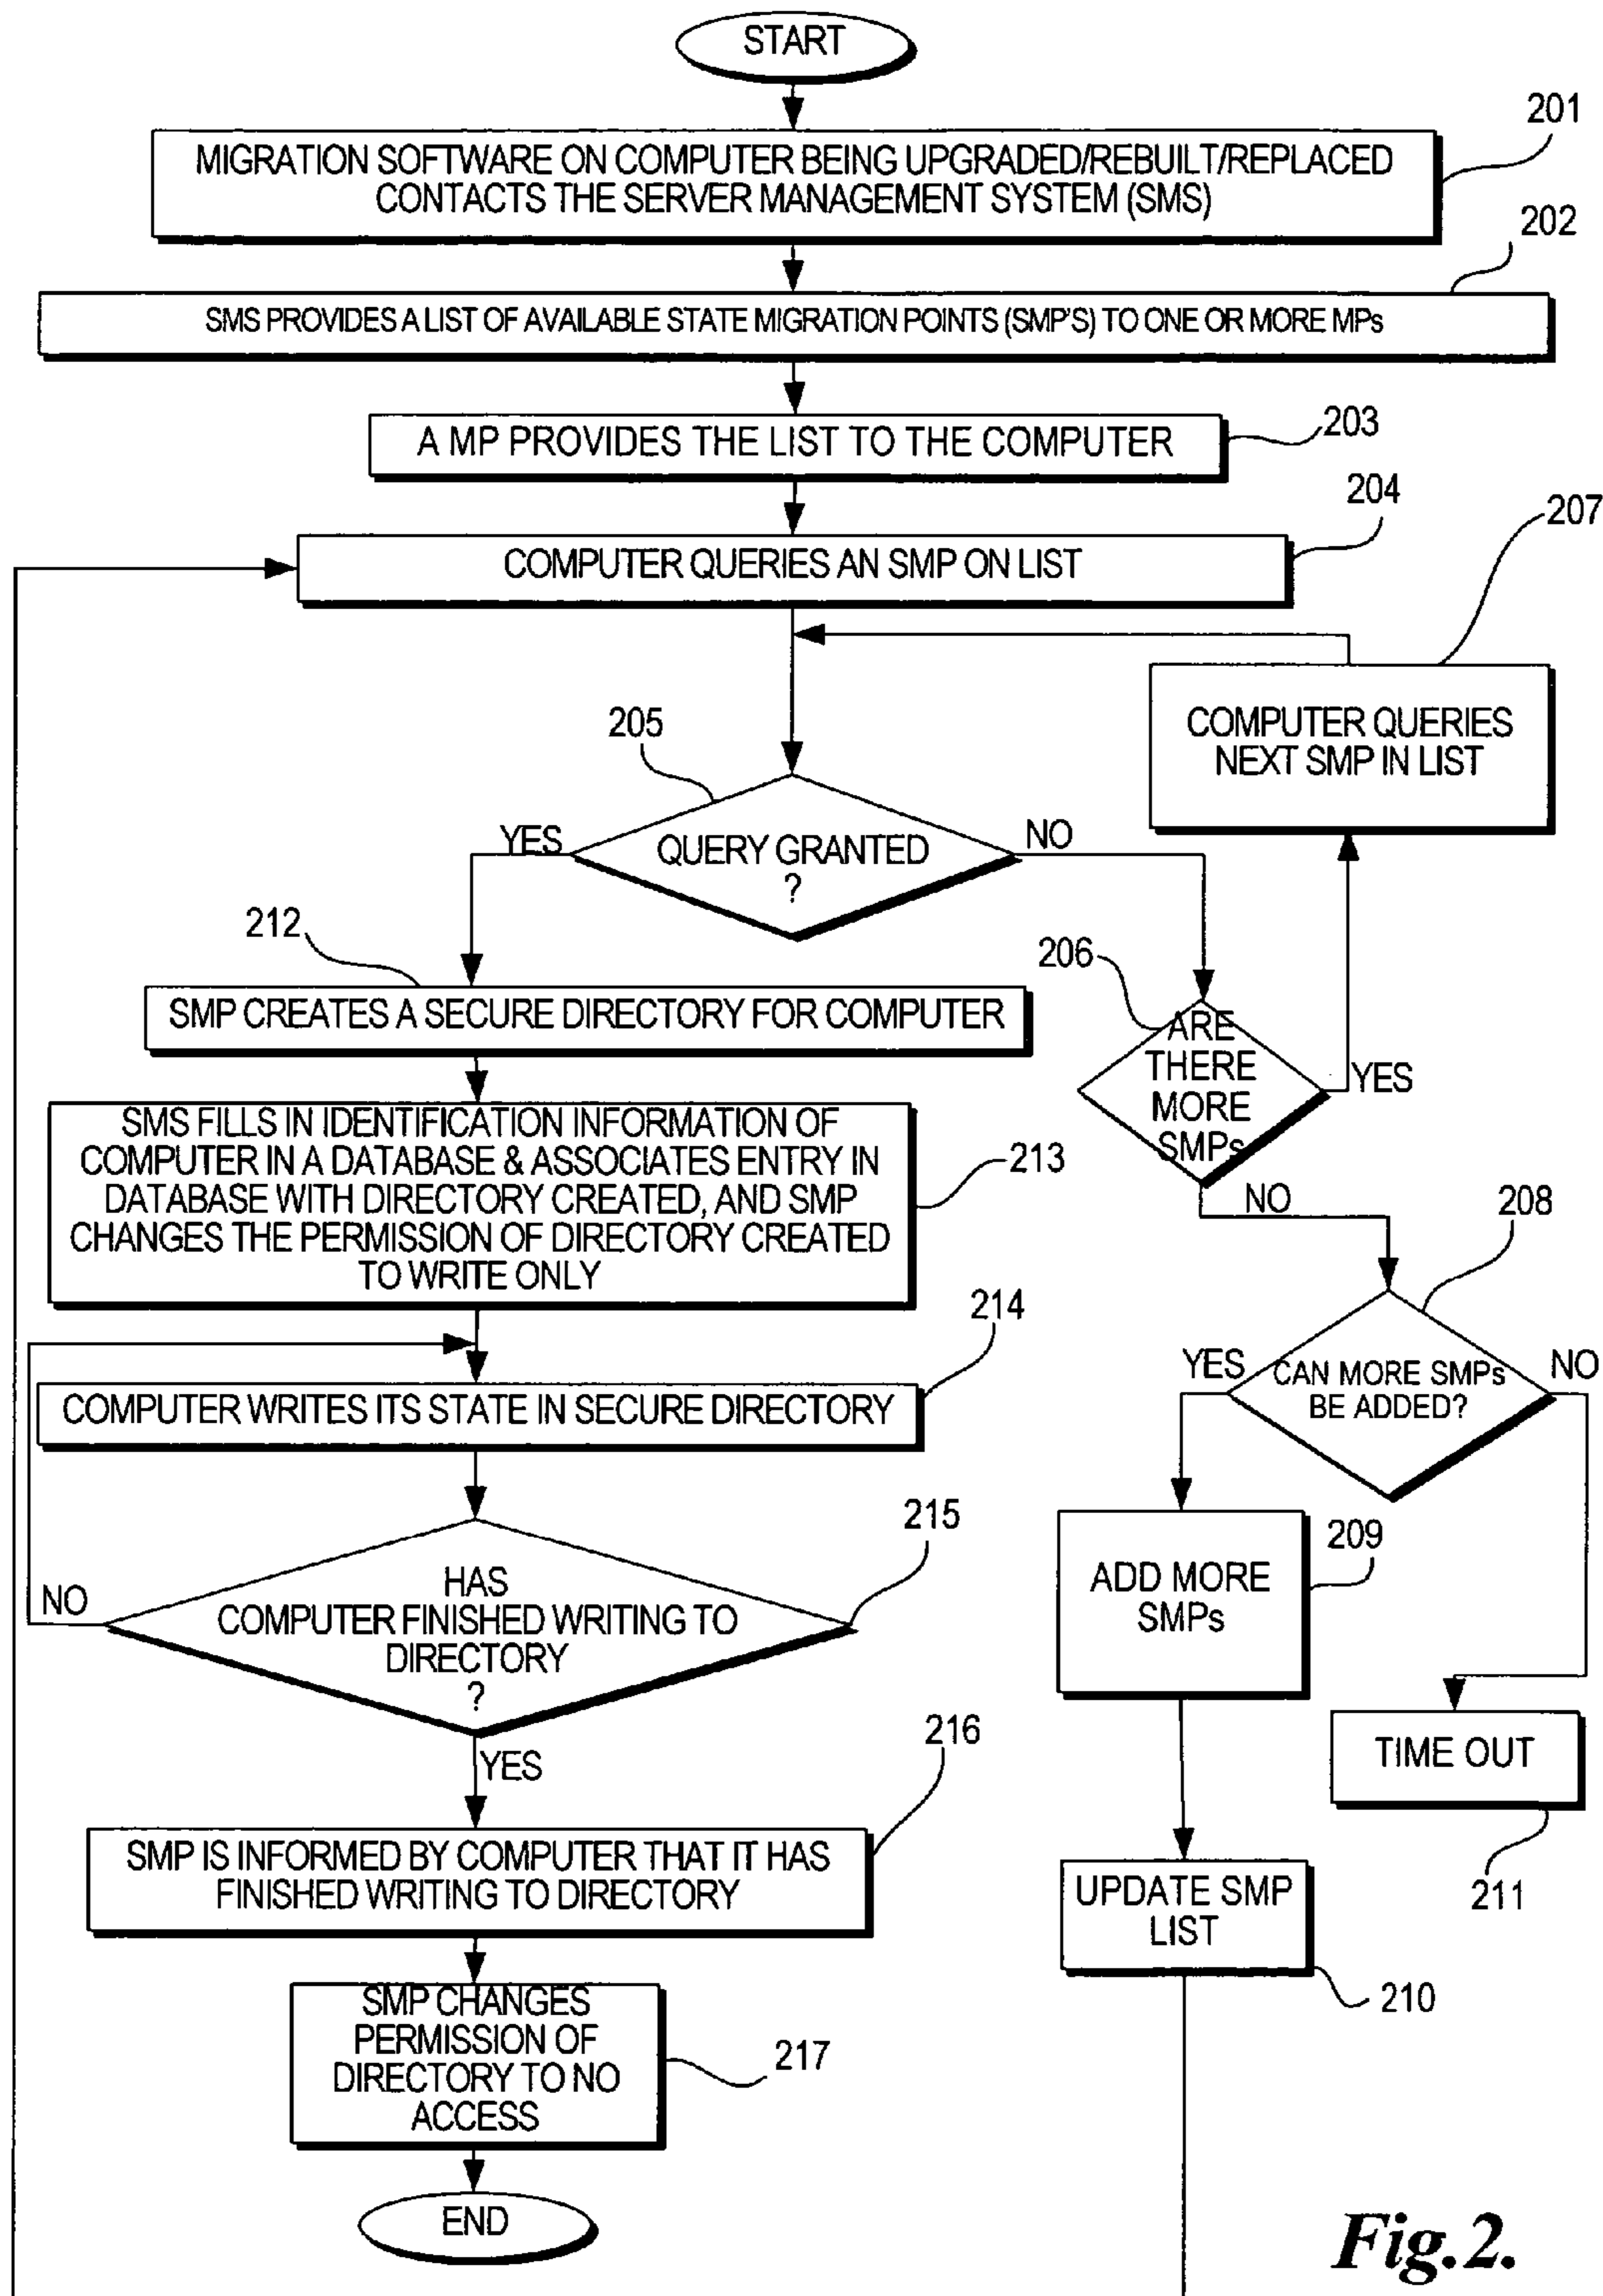 START
201
MIGRATION SOFTWARE ON COMPUTER BEING UPGRADED/REBUILT/REPLACED
CONTACTS THE SERVER MANAGEMENT SYSTEM (SMS)
202
SMS PROVIDES A LIST OF AVAILABLE STATE MIGRATION POINTS (SMP'S) TO ONE OR MORE MPs
A MP PROVIDES THE LIST TO THE COMPUTER
203
204
COMPUTER QUERIES AN SMP ON LIST
207
COMPUTER QUERIES
NEXT SMP IN LIST
205
YES
QUERY GRANTED
?
NO
206
ARE
THERE
MORE
SMPs
YES
NO
212
SMP CREATES A SECURE DIRECTORY FOR COMPUTER
SMS FILLS IN IDENTIFICATION INFORMATION OF
COMPUTER IN A DATABASE & ASSOCIATES ENTRY IN
DATABASE WITH DIRECTORY CREATED, AND SMP
CHANGES THE PERMISSION OF DIRECTORY CREATED
TO WRITE ONLY
213
208
YES
CAN MORE SMPs
BE ADDED?
NO
214
COMPUTER WRITES ITS STATE IN SECURE DIRECTORY
215
NO
HAS
COMPUTER FINISHED WRITING TO
DIRECTORY
?
YES
209
ADD MORE
SMPs
TIME OUT
211
216
SMP IS INFORMED BY COMPUTER THAT IT HAS
FINISHED WRITING TO DIRECTORY
UPDATE SMP
LIST
210
SMP CHANGES
PERMISSION OF
DIRECTORY TO NO
ACCESS
217
END
Fig.2.